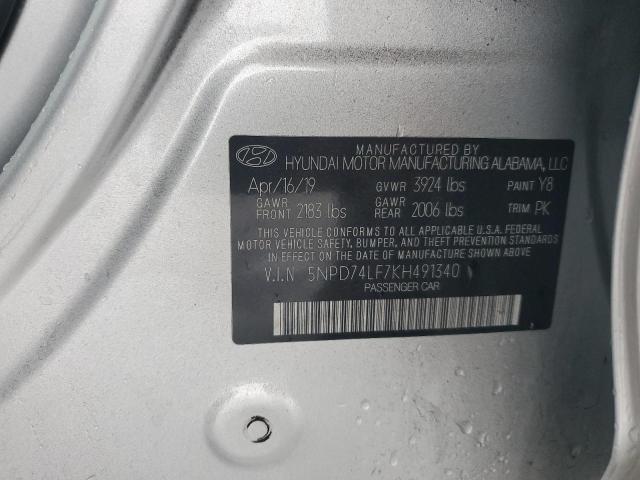 MANUFACTURED BY
HYUNDAI MOTOR MANUFACTURING ALABAMA, LLC
Apr/16/19 GVWR 3924 lbs PAINT Y8
GAWR FRONT 2183 lbs GAWR REAR 2006 lbs TRIM PK
THIS VEHICLE CONFORMS TO ALL APPLICABLE U.S.A. FEDERAL
MOTOR VEHICLE SAFETY, BUMPER, AND THEFT PREVENTION STANDARDS
IN EFFECT ON THE DATE OF MANUFACTURE SHOWN ABOVE.
V.I.N 5NPD74LF7KH491340
PASSENGER CAR